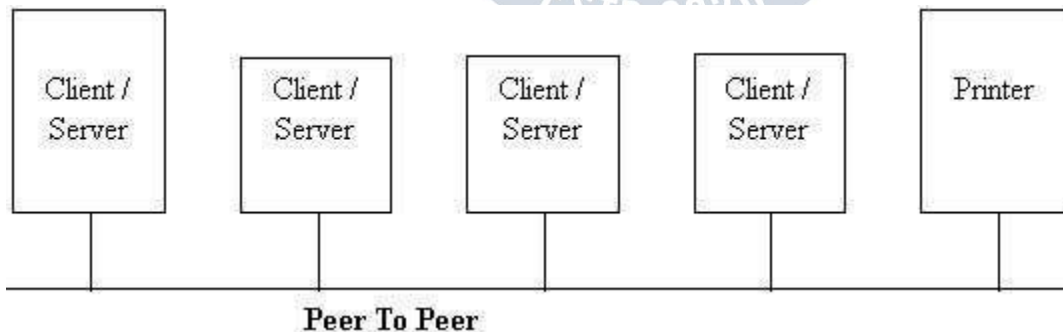 Client /
Server
Client /
Server
Client /
Server
Client /
Server
Printer
Peer To Peer